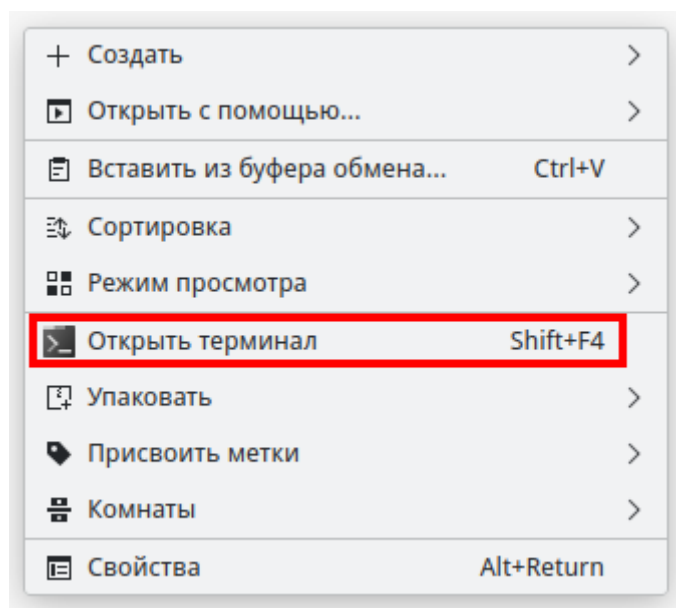 Создать
Открыть с помощью...
Вставить из буфера обмена... Ctrl+V
Сортировка
Режим просмотра
Открыть терминал Shift+F4
Упаковать
Присвоить метки
Комнаты
Свойства Alt+Return